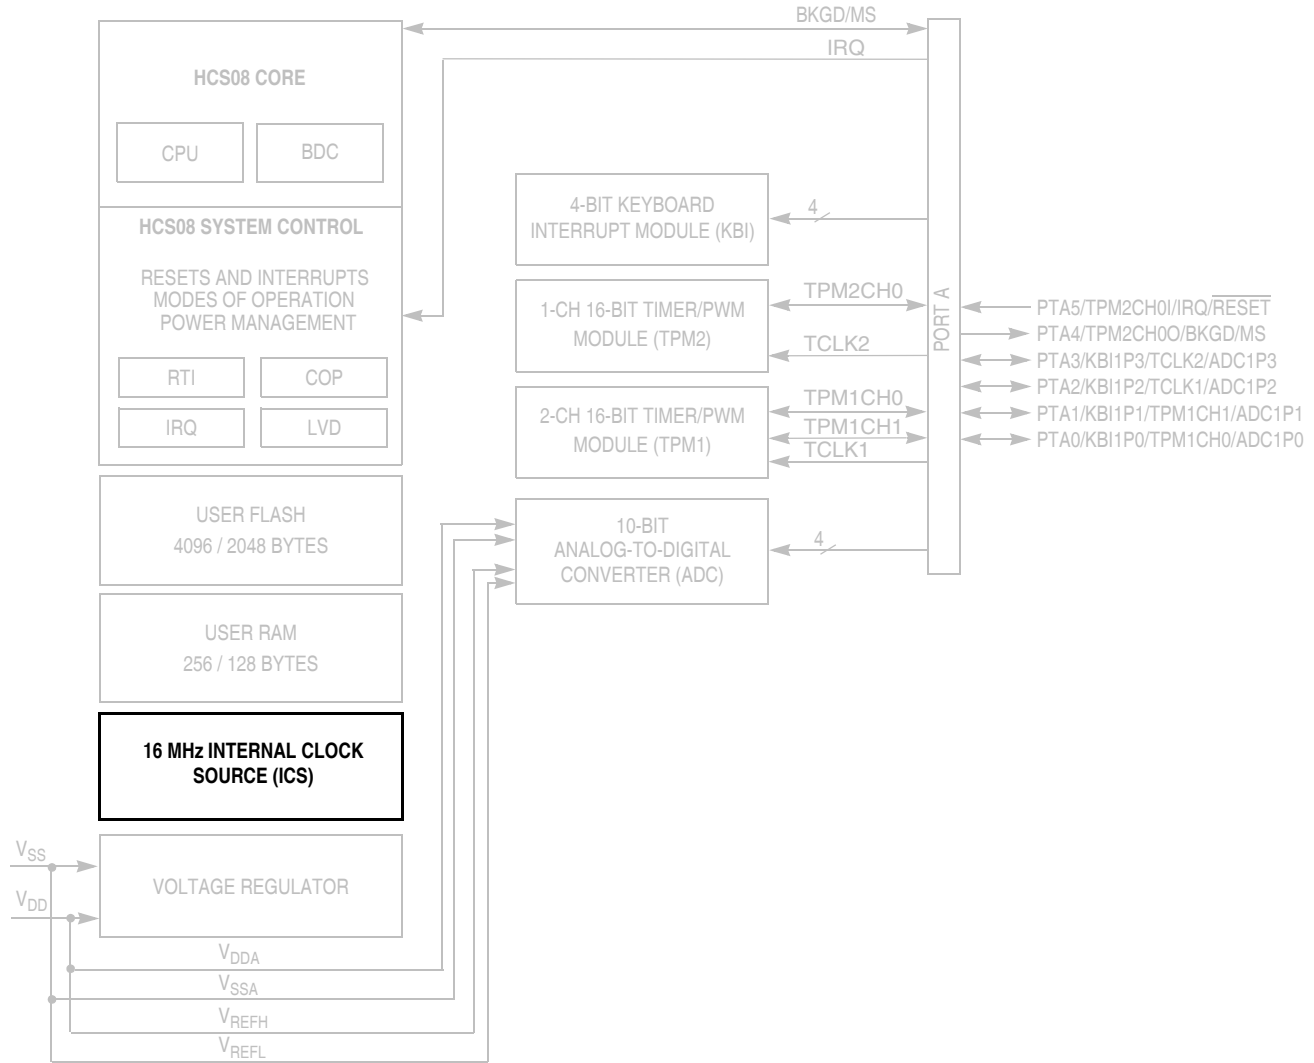 BKGD/MS
IRQ
HCS08 CORE
CPU
BDC
HCS08 SYSTEM CONTROL
RESETS AND INTERRUPTS
MODES OF OPERATION
POWER MANAGEMENT
RTI
COP
IRQ
LVD
USER FLASH
4096 / 2048 BYTES
USER RAM
256 / 128 BYTES
16 MHz INTERNAL CLOCK
SOURCE (ICS)
VOLTAGE REGULATOR
VSS
VDD
VDDA
VSSA
VREFH
VREFL
4-BIT KEYBOARD
INTERRUPT MODULE (KBI)
4
1-CH 16-BIT TIMER/PWM
MODULE (TPM2)
TPM2CH0
TCLK2
2-CH 16-BIT TIMER/PWM
MODULE (TPM1)
TPM1CH0
TPM1CH1
TCLK1
10-BIT
ANALOG-TO-DIGITAL
CONVERTER (ADC)
4
PORT A
PTA5/TPM2CH0I/IRQ/RESET
PTA4/TPM2CH0O/BKGD/MS
PTA3/KBI1P3/TCLK2/ADC1P3
PTA2/KBI1P2/TCLK1/ADC1P2
PTA1/KBI1P1/TPM1CH1/ADC1P1
PTA0/KBI1P0/TPM1CH0/ADC1P0